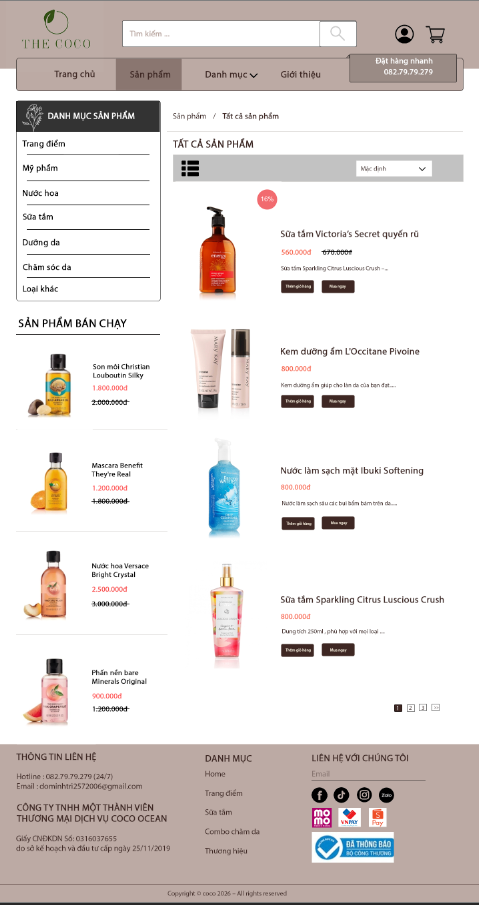 THE COCO
Tìm kiếm ...
Trang chủ
Sản phẩm
Danh mục
Giới thiệu
Đặt hàng nhanh
082.79.79.279
DANH MỤC SẢN PHẨM
Trang điểm
Mỹ phẩm
Nước hoa
Sữa tắm
Dưỡng da
Chăm sóc da
Loại khác
SẢN PHẨM BÁN CHẠY
Son môi Christian
Louboutin Silky
1.800.000đ
2.000.000đ
Mascara Benefit
They're Real
1.200.000đ
1.800.000đ
Nước hoa Versace
Bright Crystal
2.500.000đ
3.000.000đ
Phấn nền bare
Minerals Original
900.000đ
1.200.000đ
Sản phẩm / Tất cả sản phẩm
TẤT CẢ SẢN PHẨM
Mặc định
16%
Sữa tắm Victoria's Secret quyến rũ
560.000đ 670.000đ
Sữa tắm Sparkling Citrus Luscious Crush - ...
Thêm giỏ hàng
Mua ngay
Kem dưỡng ẩm L'Occitane Pivoine
800.000đ
Kem dưỡng ẩm giúp cho làn da của bạn đạt....
Thêm giỏ hàng
Mua ngay
Nước làm sạch mặt Ibuki Softening
800.000đ
Nước làm sạch sâu các bụi bẩm bám trên da....
Thêm giỏ hàng
Mua ngay
Sữa tắm Sparkling Citrus Luscious Crush
800.000đ
Dung tích 250ml , phù hợp với mọi loại ...
Thêm giỏ hàng
Mua ngay
1 2 3 >>
THÔNG TIN LIÊN HỆ
Hotline : 082.79.79.279 (24/7)
Email : dominhtri2572006@gmail.com
CÔNG TY TNHH MỘT THÀNH VIÊN
THƯƠNG MẠI DỊCH VỤ COCO OCEAN
Giấy CNĐKDN Số: 0316037655
do sở kế hoạch và đầu tư cấp ngày 25/11/2019
DANH MỤC
Home
Trang điểm
Sữa tắm
Combo chăm da
Thương hiệu
LIÊN HỆ VỚI CHÚNG TÔI
Email
Zalo
MOMO
VNPAY
Pay
ĐÃ THÔNG BÁO
BỘ CÔNG THƯƠNG
Copyright © coco 2026 – All rights reserved